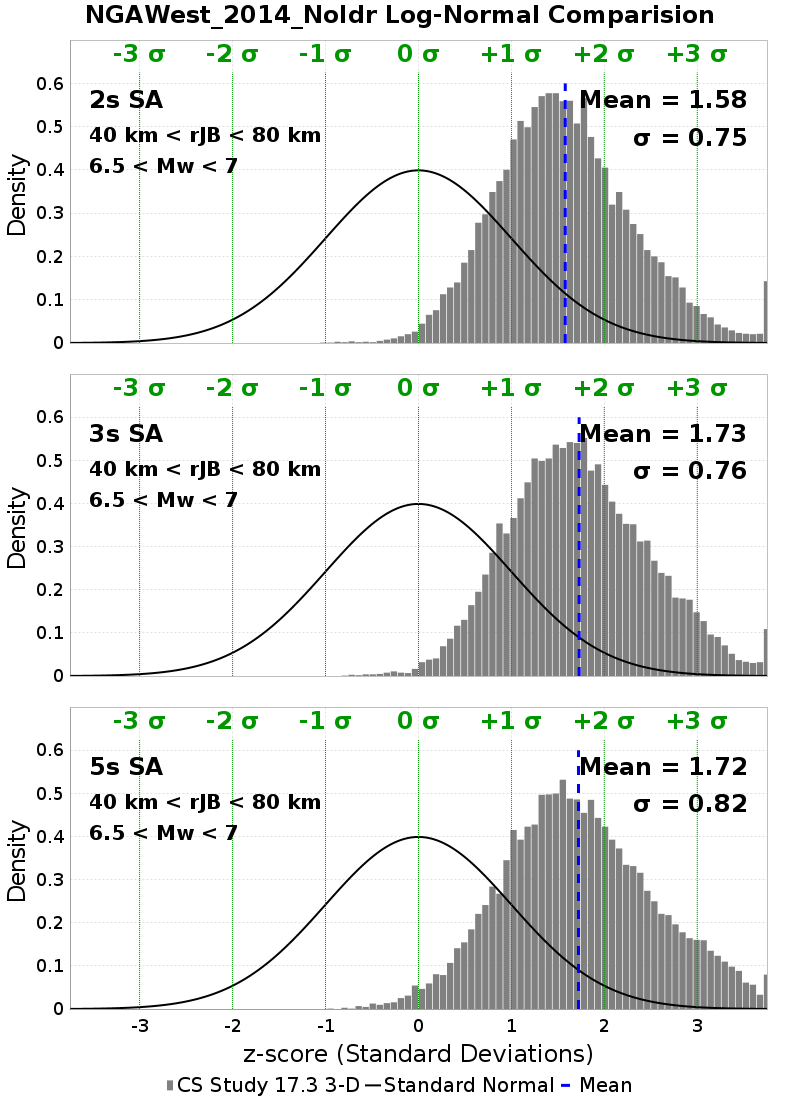 NGAWest_2014_NoIdr Log-Normal Comparision
-3 σ -2 σ -1 σ 0 σ +1 σ +2 σ +3 σ
0.6
2s SA Mean = 1.58
0.5
40 km < rJB < 80 km σ = 0.75
6.5 < Mw < 7
0.4
Density
0.3
0.2
0.1
0
-3 σ -2 σ -1 σ 0 σ +1 σ +2 σ +3 σ
0.6
3s SA Mean = 1.73
0.5
40 km < rJB < 80 km σ = 0.76
6.5 < Mw < 7
0.4
Density
0.3
0.2
0.1
0
-3 σ -2 σ -1 σ 0 σ +1 σ +2 σ +3 σ
0.6
5s SA Mean = 1.72
0.5
40 km < rJB < 80 km σ = 0.82
6.5 < Mw < 7
0.4
Density
0.3
0.2
0.1
0
-3 -2 -1 0 1 2 3
z-score (Standard Deviations)
CS Study 17.3 3-D Standard Normal Mean